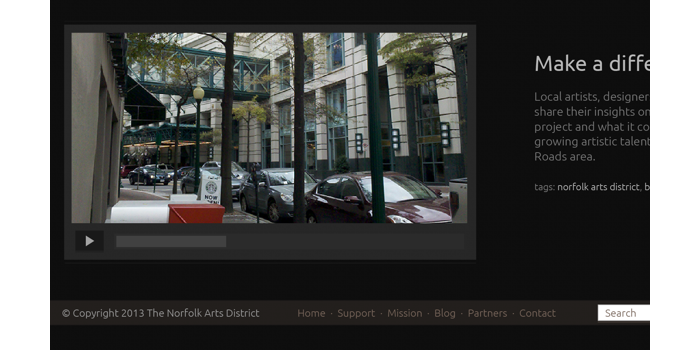 Make a diffe
Local artists, designer
share their insights on
project and what it co
growing artistic talent
Roads area.
tags: norfolk arts district, b
NOW
© Copyright 2013 The Norfolk Arts District
Home · Support · Mission · Blog · Partners · Contact
Search